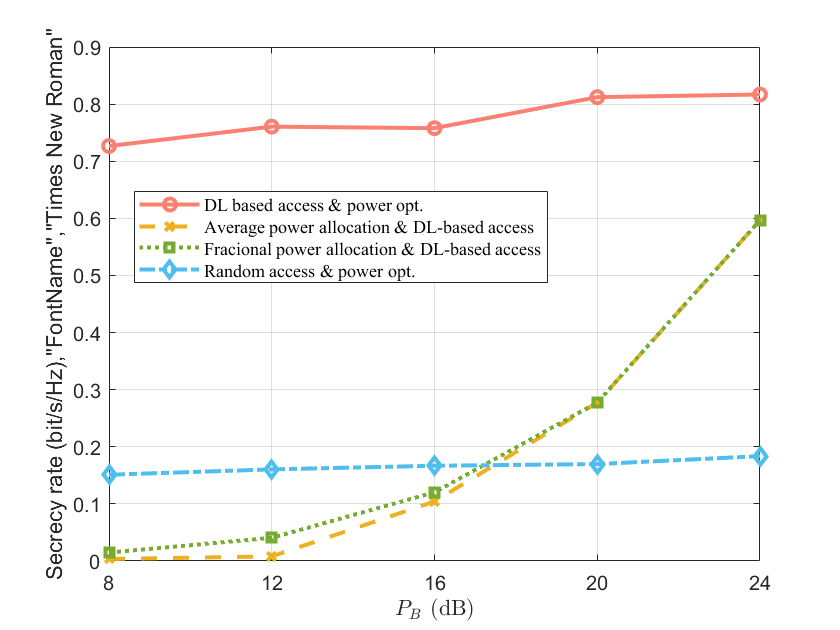 Secrecy rate (bit/s/Hz),"FontName","Times New Roman"
0.9
0.8
0.7
0.6
0.5
0.4
0.3
0.2
0.1
0
DL based access & power opt.
Average power allocation & DL-based access
Fracional power allocation & DL-based access
Random access & power opt.
8 12 16 20 24
P_B (dB)